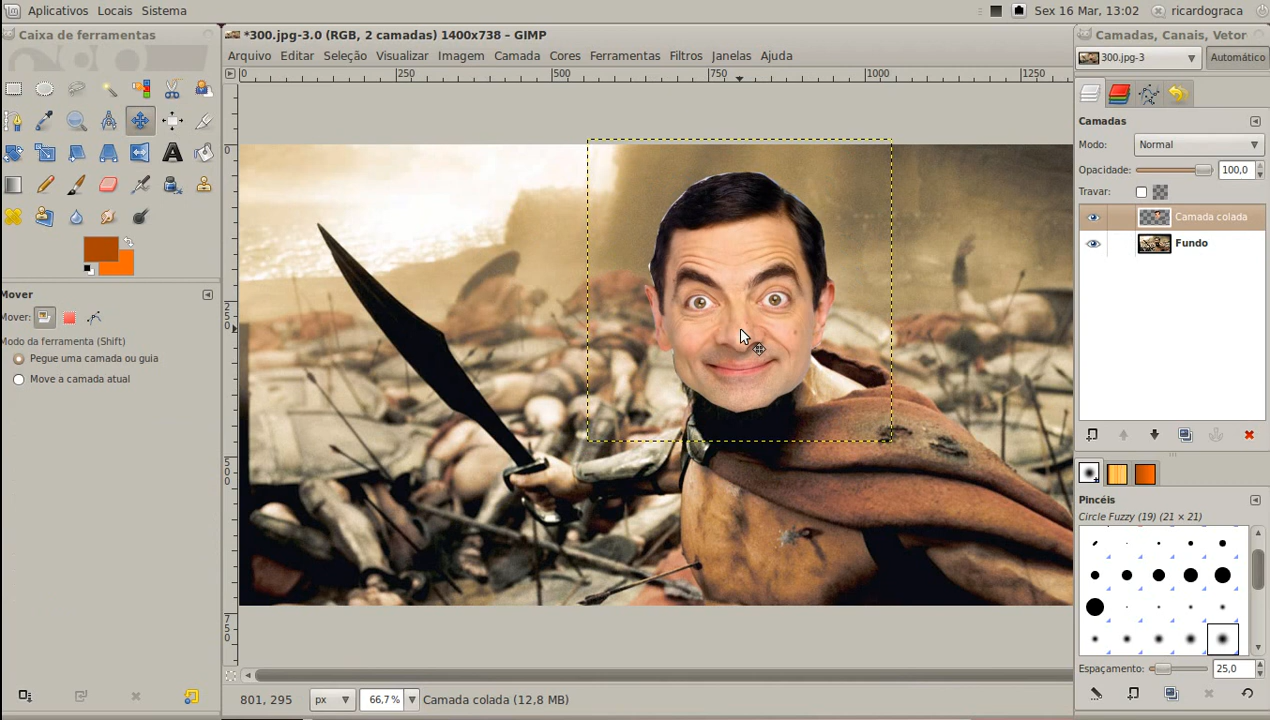 Aplicativos Locais Sistema
Sex 16 Mar, 13:02 ricardograca
Caixa de ferramentas
*300.jpg-3.0 (RGB, 2 camadas) 1400x738 – GIMP
Camadas, Canais, Vetor
Arquivo Editar Seleção Visualizar Imagem Camada Cores Ferramentas Filtros Janelas Ajuda
300.jpg-3 Automático
0 250 500 750 1000 1250
0
250
500
750
Mover
Mover:
Modo da ferramenta (Shift)
Pegue uma camada ou guia
Move a camada atual
Camadas
Modo: Normal
Opacidade: 100,0
Travar:
Camada colada
Fundo
Pincéis
Circle Fuzzy (19) (21 × 21)
Espaçamento: 25,0
801, 295 px 66,7% Camada colada (12,8 MB)